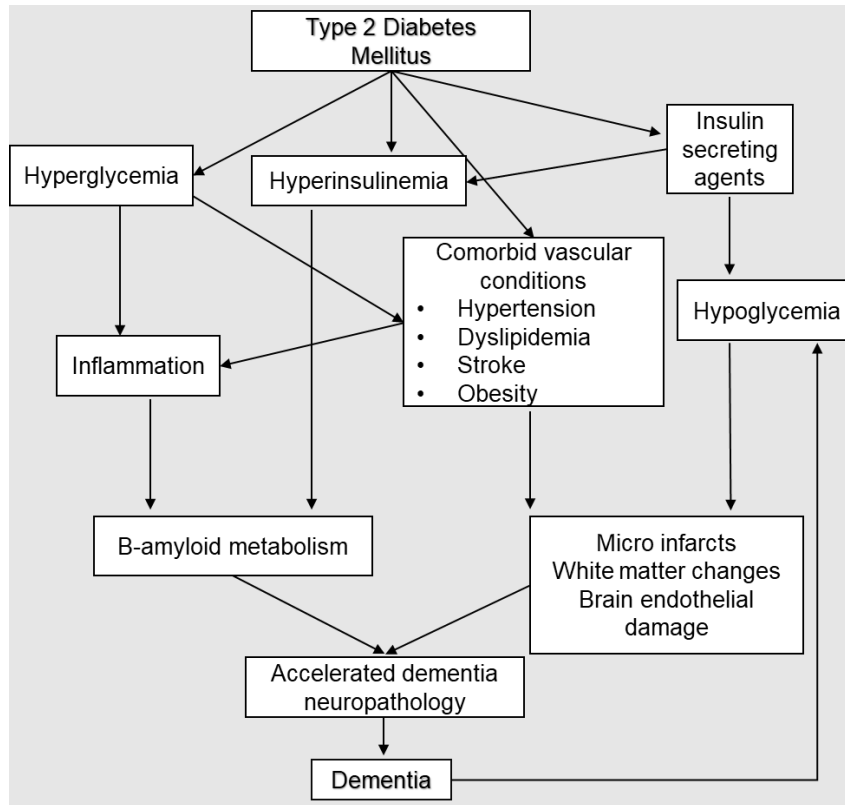 Type 2 Diabetes
Mellitus
Insulin
secreting
agents
Hyperglycemia
Hyperinsulinemia
Comorbid vascular
conditions
• Hypertension
• Dyslipidemia
• Stroke
• Obesity
Hypoglycemia
Inflammation
B-amyloid metabolism
Micro infarcts
White matter changes
Brain endothelial
damage
Accelerated dementia
neuropathology
Dementia